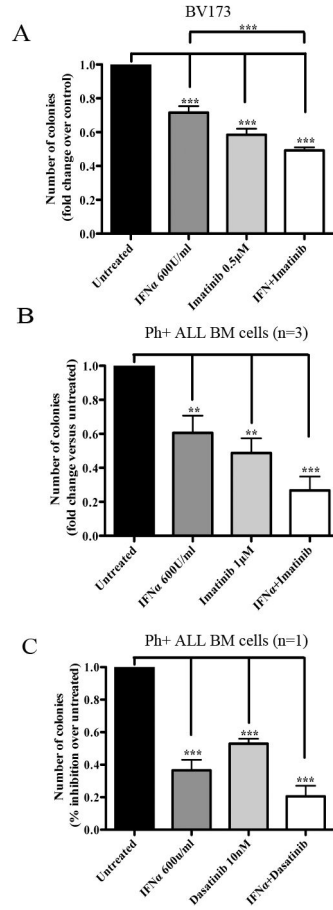 A
BV173
***
***
***
***
Number of colonies
(fold change over control)
1.0
0.8
0.6
0.4
0.2
0.0
Untreated
IFNα 600U/ml
Imatinib 0.5μM
IFN+Imatinib
B
Ph+ ALL BM cells (n=3)
**
**
***
Number of colonies
(fold change versus untreated)
1.0
0.8
0.6
0.4
0.2
0.0
Untreated
IFNα 600U/ml
Imatinib 1μM
IFNα+Imatinib
C
Ph+ ALL BM cells (n=1)
***
***
***
Number of colonies
(% inhibition over untreated)
1.0
0.8
0.6
0.4
0.2
0.0
Untreated
IFNα 600u/ml
Dasatinib 10nM
IFNα+Dasatinib